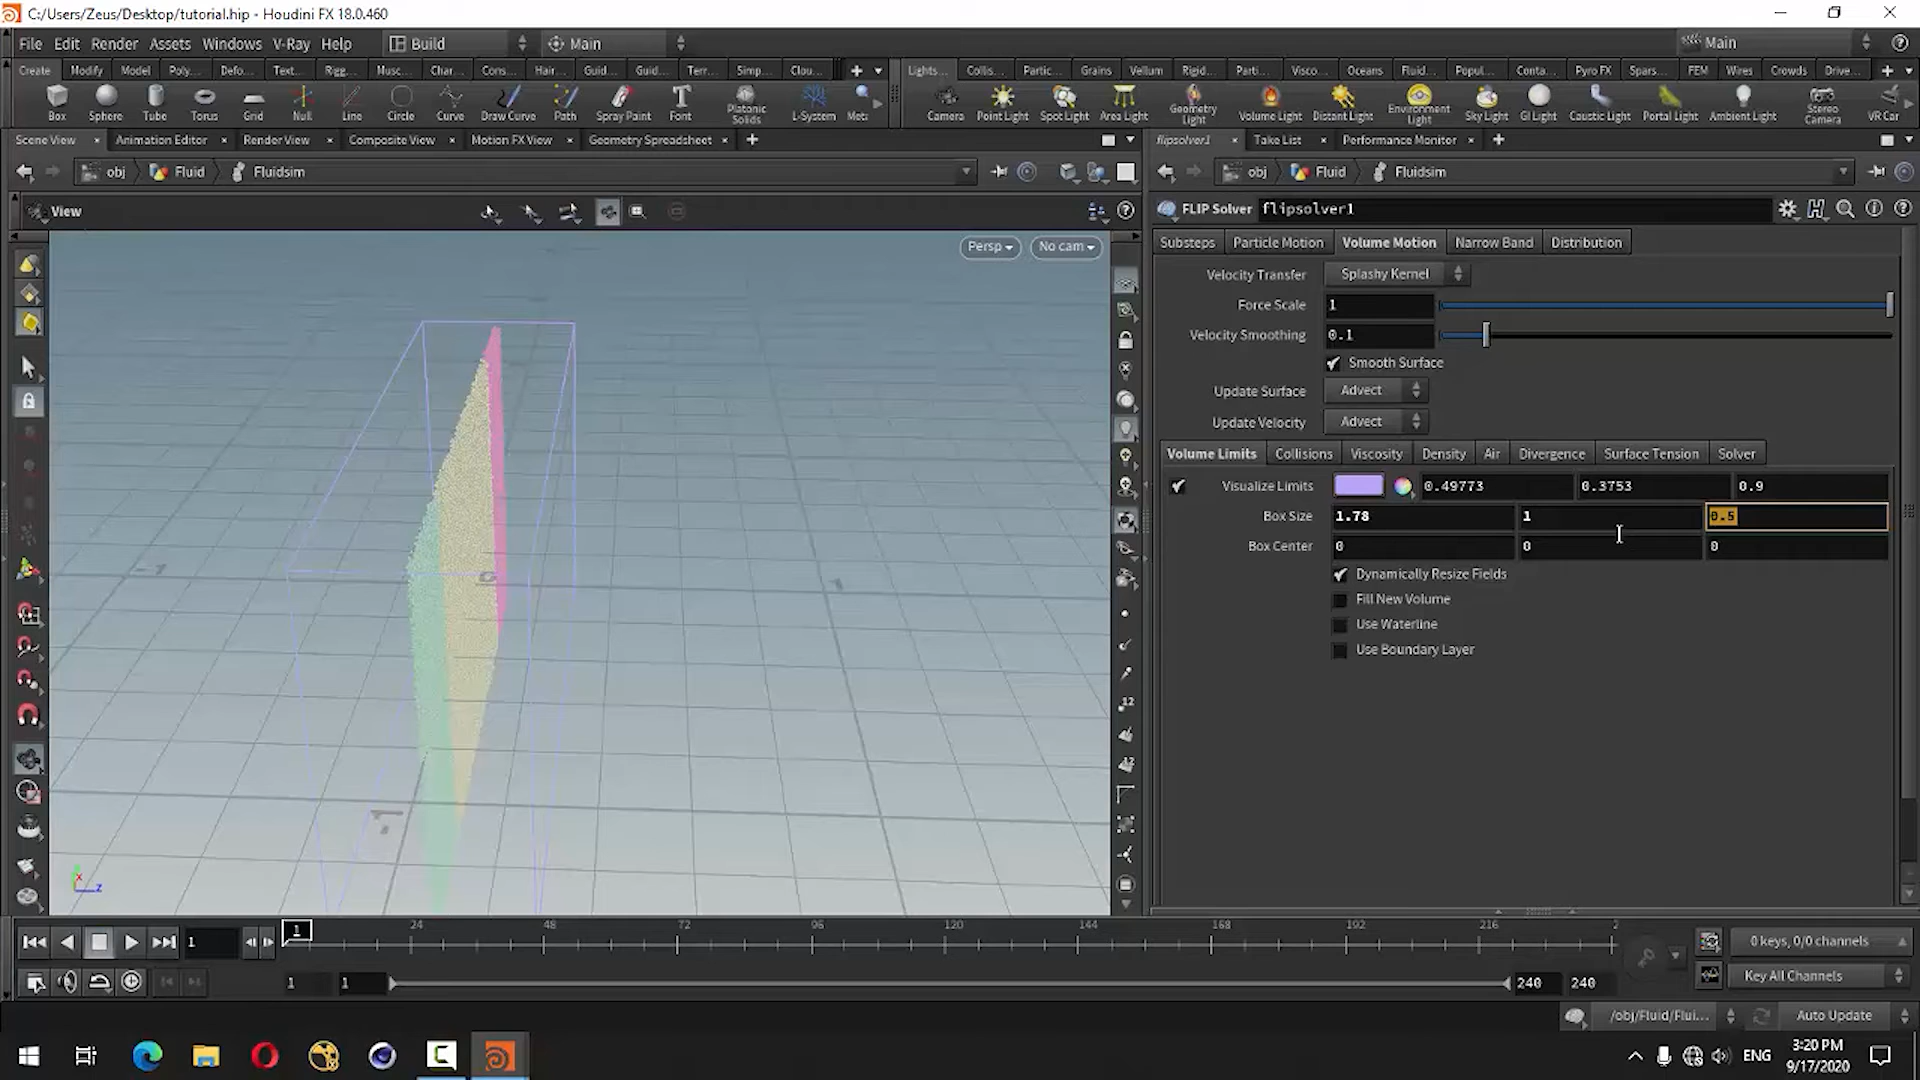 C:/Users/Zeus/Desktop/tutorial.hip - Houdini FX 18.0.460
File Edit Render Assets Windows V-Ray Help Build Main Main
Create Modify Model Poly... Defo... Text... Rigg... Musc... Char... Cons... Hair... Guid... Guid... Terr... Simp... Clou... Lights... Collis... Partic... Grains Vellum Rigid... Parti... Visco... Oceans Fluid... Popul... Conta... Pyro FX Spars... FEM Wires Crowds Drive...
Box Sphere Tube Torus Grid Null Line Circle Curve Draw Curve Path Spray Paint Font Platonic Solids L-System Met Camera Point Light Spot Light Area Light Geometry Light Volume Light Distant Light Environment Light Sky Light GI Light Caustic Light Portal Light Ambient Light Stereo Camera VR Car
Scene View Animation Editor Render View Composite View Motion FX View Geometry Spreadsheet flipsolver1 Take List Performance Monitor
obj Fluid Fluidsim obj Fluid Fluidsim
View
FLIP Solver flipsolver1
Persp No cam
Substeps Particle Motion Volume Motion Narrow Band Distribution
Velocity Transfer Splashy Kernel
Force Scale 1
Velocity Smoothing 0.1
Smooth Surface
Update Surface Advect
Update Velocity Advect
Volume Limits Collisions Viscosity Density Air Divergence Surface Tension Solver
Visualize Limits 0.49773 0.3753 0.9
Box Size 1.78 1 0.5
Box Center 0 0 0
Dynamically Resize Fields
Fill New Volume
Use Waterline
Use Boundary Layer
-1 0 1
x z
1 1 24 48 72 96 120 144 168 192 216 2
0 keys, 0/0 channels
1 1 240 240 Key All Channels
/obj/Fluid/Flui... Auto Update
ENG 3:20 PM
9/17/2020